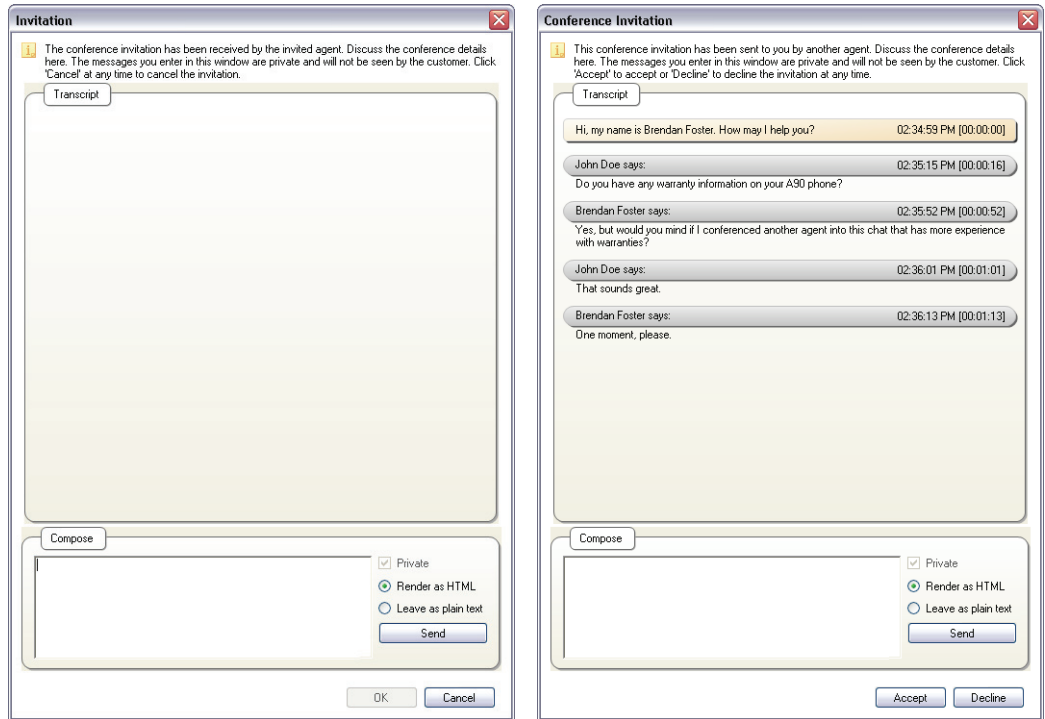 Invitation
The conference invitation has been received by the invited agent. Discuss the conference details
here. The messages you enter in this window are private and will not be seen by the customer. Click
'Cancel' at any time to cancel the invitation.
Transcript
Compose
Private
Render as HTML
Leave as plain text
Send
OK
Cancel
Conference Invitation
This conference invitation has been sent to you by another agent. Discuss the conference details
here. The messages you enter in this window are private and will not be seen by the customer. Click
'Accept' to accept or 'Decline' to decline the invitation at any time.
Transcript
Hi, my name is Brendan Foster. How may I help you? 02:34:59 PM [00:00:00]
John Doe says: 02:35:15 PM [00:00:16]
Do you have any warranty information on your A90 phone?
Brendan Foster says: 02:35:52 PM [00:00:52]
Yes, but would you mind if I conferenced another agent into this chat that has more experience
with warranties?
John Doe says: 02:36:01 PM [00:01:01]
That sounds great.
Brendan Foster says: 02:36:13 PM [00:01:13]
One moment, please.
Compose
Private
Render as HTML
Leave as plain text
Send
Accept
Decline